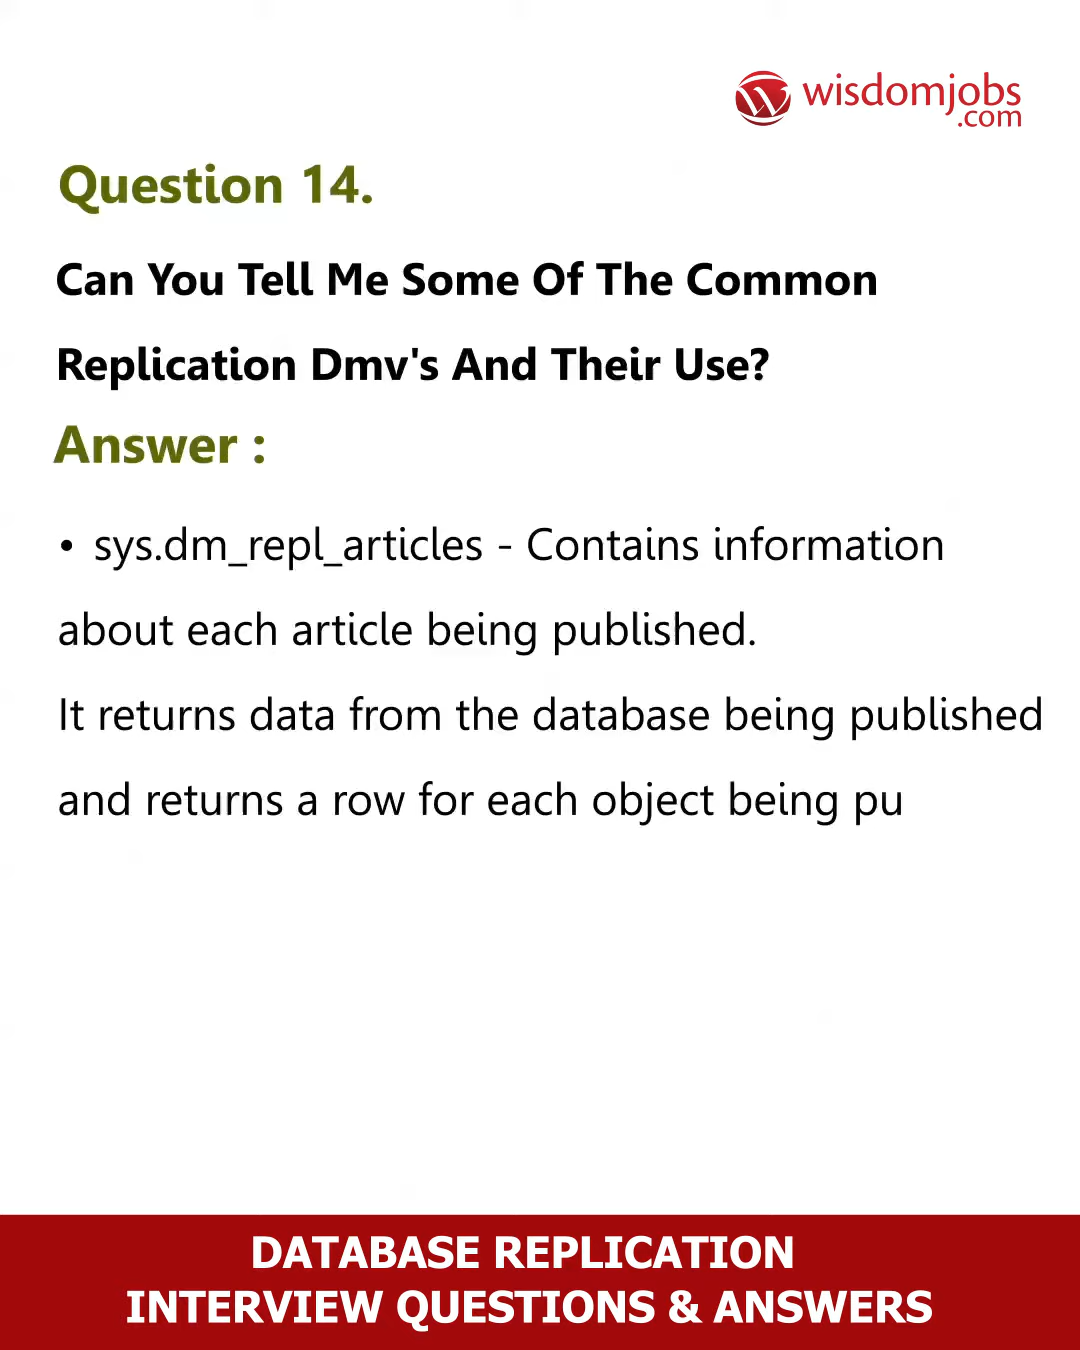 wisdomjobs
.com
Question 14.
Can You Tell Me Some Of The Common
Replication Dmv's And Their Use?
Answer :
• sys.dm_repl_articles - Contains information
about each article being published.
It returns data from the database being published
and returns a row for each object being pu
DATABASE REPLICATION
INTERVIEW QUESTIONS & ANSWERS